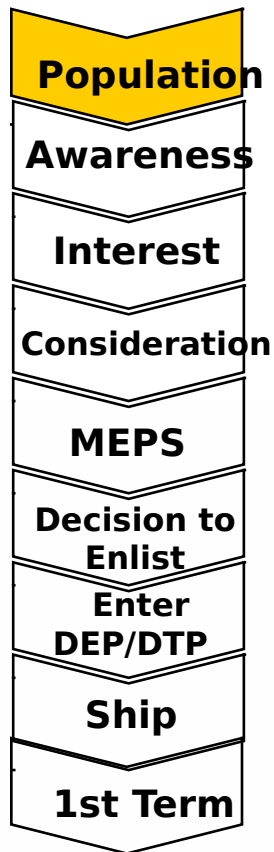 Population
Awareness
Interest
Consideration
MEPS
Decision to
Enlist
Enter
DEP/DTP
Ship
1st Term